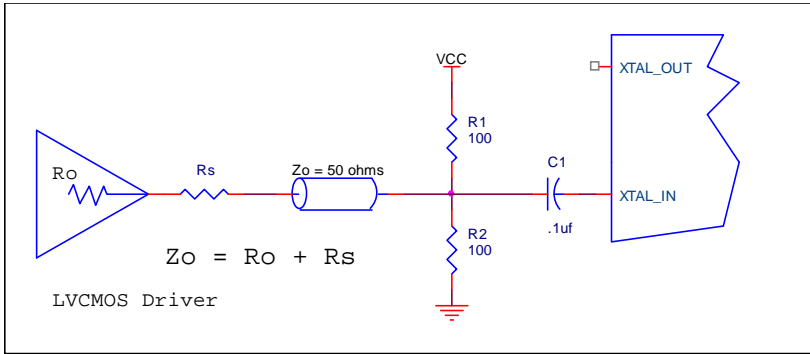 VCC
XTAL_OUT
R1
100
Ro
Rs
Zo = 50 ohms
C1
XTAL_IN
.1uf
R2
100
Zo = Ro + Rs
LVCMOS Driver